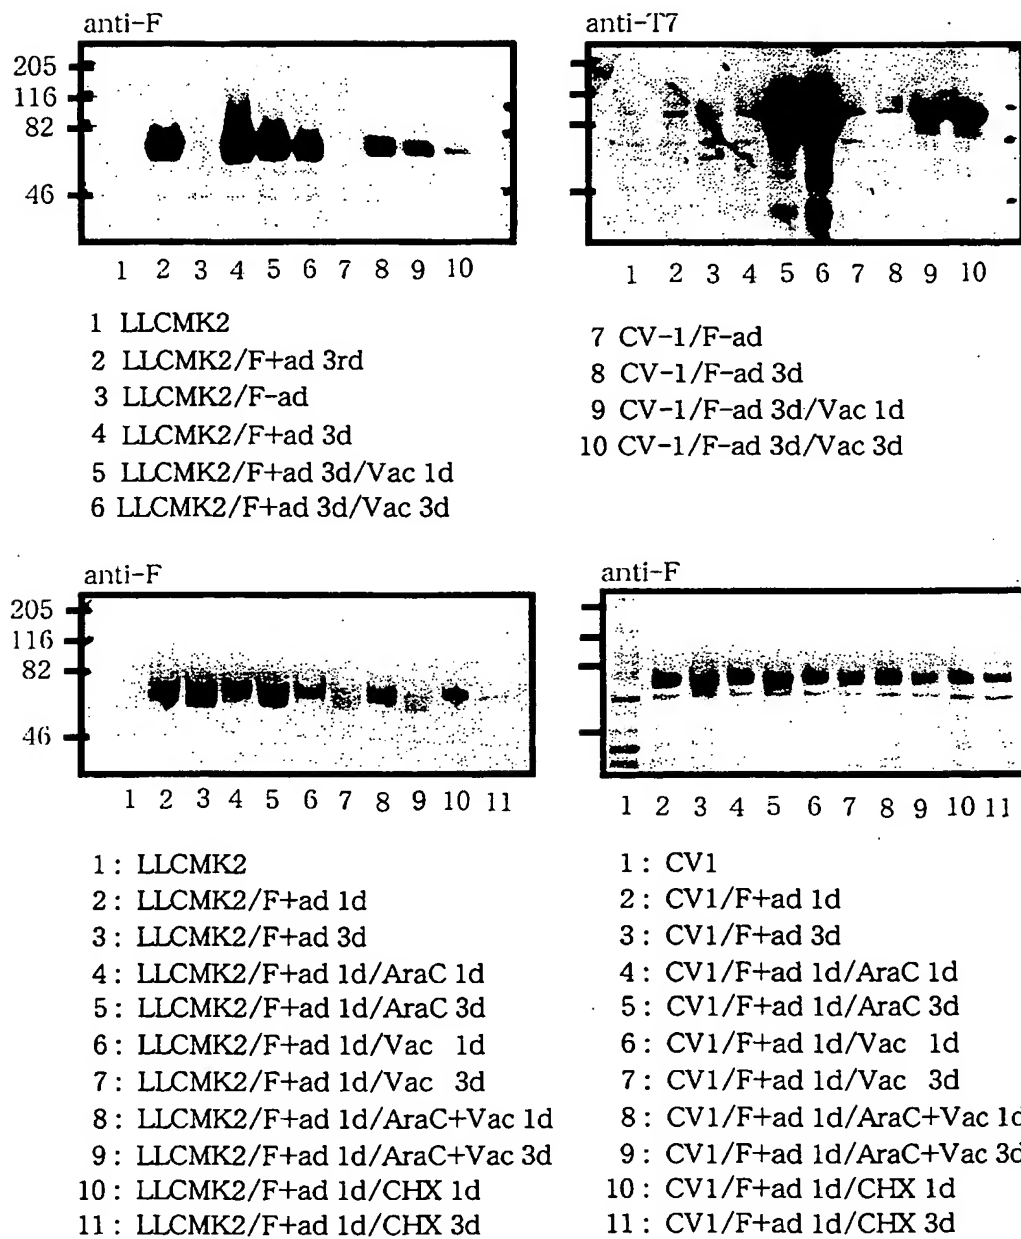 anti-F
205
116
82
46
1 2 3 4 5 6 7 8 9 10
anti-T7
1 2 3 4 5 6 7 8 9 10
1 LLCMK2
2 LLCMK2/F+ad 3rd
3 LLCMK2/F-ad
4 LLCMK2/F+ad 3d
5 LLCMK2/F+ad 3d/Vac 1d
6 LLCMK2/F+ad 3d/Vac 3d
7 CV-1/F-ad
8 CV-1/F-ad 3d
9 CV-1/F-ad 3d/Vac 1d
10 CV-1/F-ad 3d/Vac 3d
anti-F
205
116
82
46
1 2 3 4 5 6 7 8 9 10 11
1 : LLCMK2
2 : LLCMK2/F+ad 1d
3 : LLCMK2/F+ad 3d
4 : LLCMK2/F+ad 1d/AraC 1d
5 : LLCMK2/F+ad 1d/AraC 3d
6 : LLCMK2/F+ad 1d/Vac 1d
7 : LLCMK2/F+ad 1d/Vac 3d
8 : LLCMK2/F+ad 1d/AraC+Vac 1d
9 : LLCMK2/F+ad 1d/AraC+Vac 3d
10 : LLCMK2/F+ad 1d/CHX 1d
11 : LLCMK2/F+ad 1d/CHX 3d
anti-F
1 2 3 4 5 6 7 8 9 10 11
1 : CV1
2 : CV1/F+ad 1d
3 : CV1/F+ad 3d
4 : CV1/F+ad 1d/AraC 1d
5 : CV1/F+ad 1d/AraC 3d
6 : CV1/F+ad 1d/Vac 1d
7 : CV1/F+ad 1d/Vac 3d
8 : CV1/F+ad 1d/AraC+Vac 1d
9 : CV1/F+ad 1d/AraC+Vac 3d
10 : CV1/F+ad 1d/CHX 1d
11 : CV1/F+ad 1d/CHX 3d